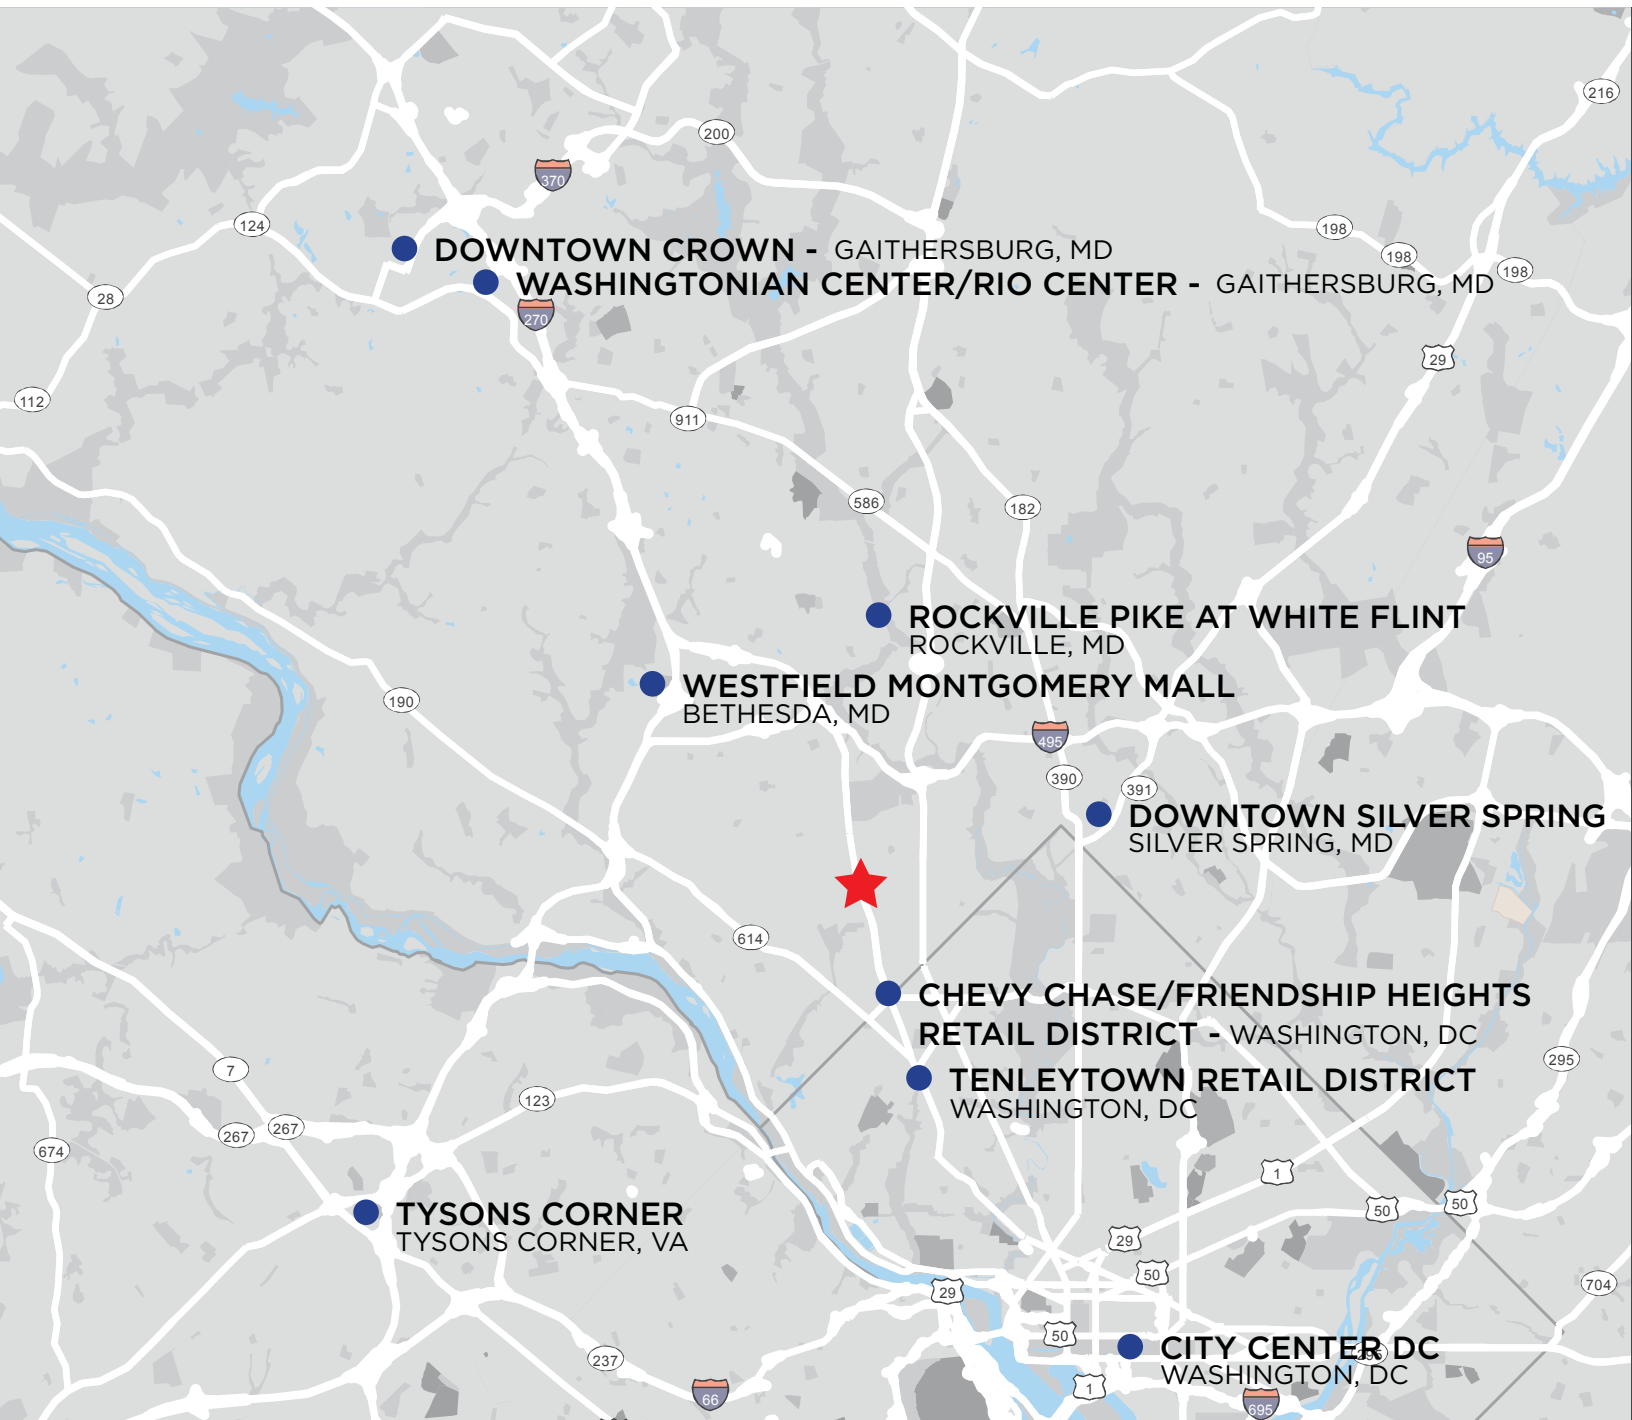 216
200
370
124
198
DOWNTOWN CROWN - GAITHERSBURG, MD
198
198
WASHINGTONIAN CENTER/RIO CENTER - GAITHERSBURG, MD
28
270
29
112
911
586
182
95
ROCKVILLE PIKE AT WHITE FLINT
ROCKVILLE, MD
WESTFIELD MONTGOMERY MALL
BETHESDA, MD
190
495
390
391
DOWNTOWN SILVER SPRING
SILVER SPRING, MD
614
CHEVY CHASE/FRIENDSHIP HEIGHTS
RETAIL DISTRICT - WASHINGTON, DC
295
7
TENLEYTOWN RETAIL DISTRICT
WASHINGTON, DC
123
267
267
674
1
50
50
TYSONS CORNER
TYSONS CORNER, VA
29
50
704
29
50
CITY CENTER DC
295
WASHINGTON, DC
237
1
66
695